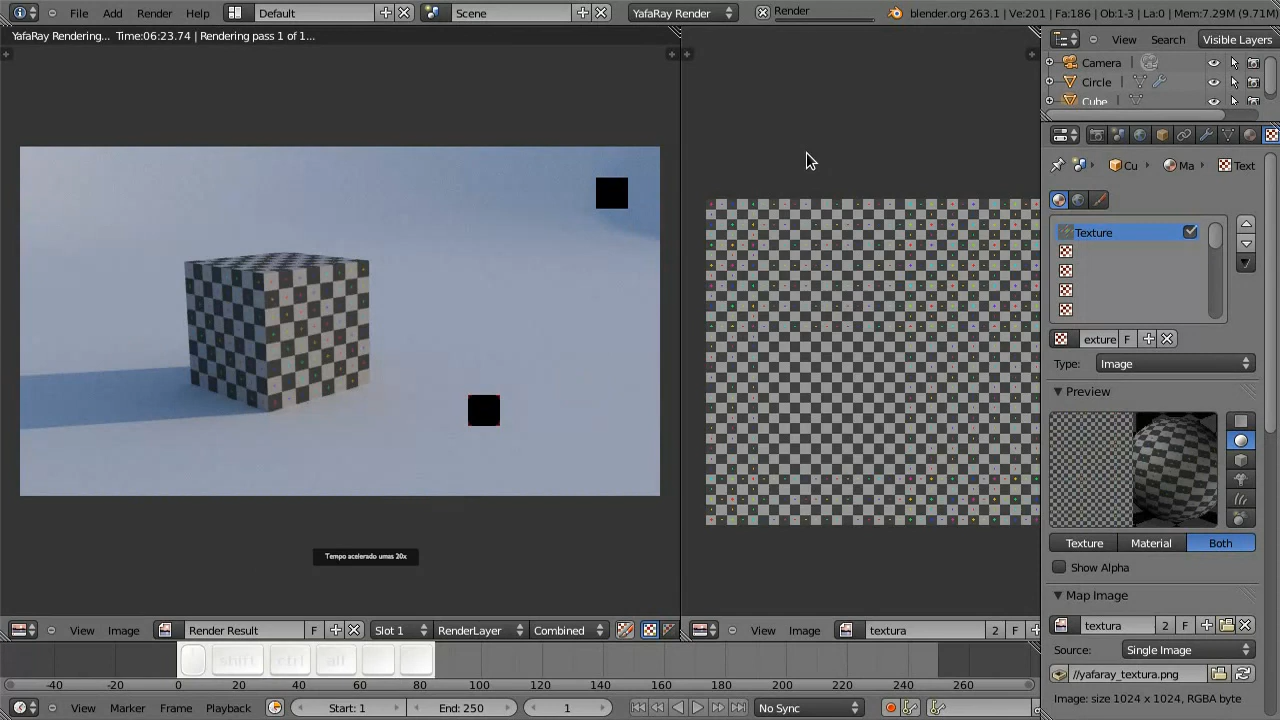 File Add Render Help Default Scene YafaRay Render Render blender.org 263.1 | Ve:201 | Fa:186 | Ob:1-3 | La:0 | Mem:7.29M (9.71M)
YafaRay Rendering... Time:06:23.74 | Rendering pass 1 of 1...
View Search Visible Layers
Camera
Circle
Cube
Cu Ma Text
Texture
exture F
Type: Image
Preview
Texture Material Both
Show Alpha
Map Image
textura 2 F
Source: Single Image
//yafaray_textura.png
Image: size 1024 x 1024, RGBA byte
Tempo acelerado umas 20x
View Image Render Result F Slot 1 RenderLayer Combined
View Image textura 2 F
shift ctrl alt
-40 -20 0 20 40 60 80 100 120 140 160 180 200 220 240 260
View Marker Frame Playback Start: 1 End: 250 1 No Sync